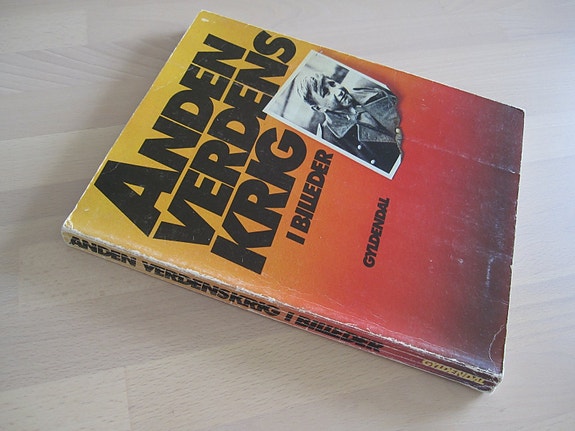 ANDEN
VERDENS
KRIG
I BILLEDER
GYLDENDAL
ANDEN VERDENSKRIG I BILLEDER
GYLDENDAL